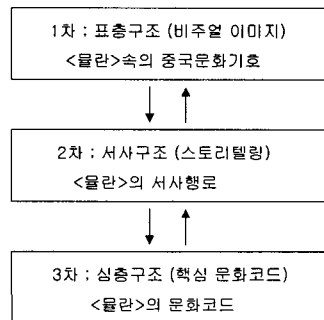 1차 : 표층구조 (비주얼 이미지)
<뮬란>속의 중국문화기호
2차 : 서사구조 (스토리텔링)
<뮬란>의 서사행로
3차 : 심층구조 (핵심 문화코드)
<뮬란>의 문화코드